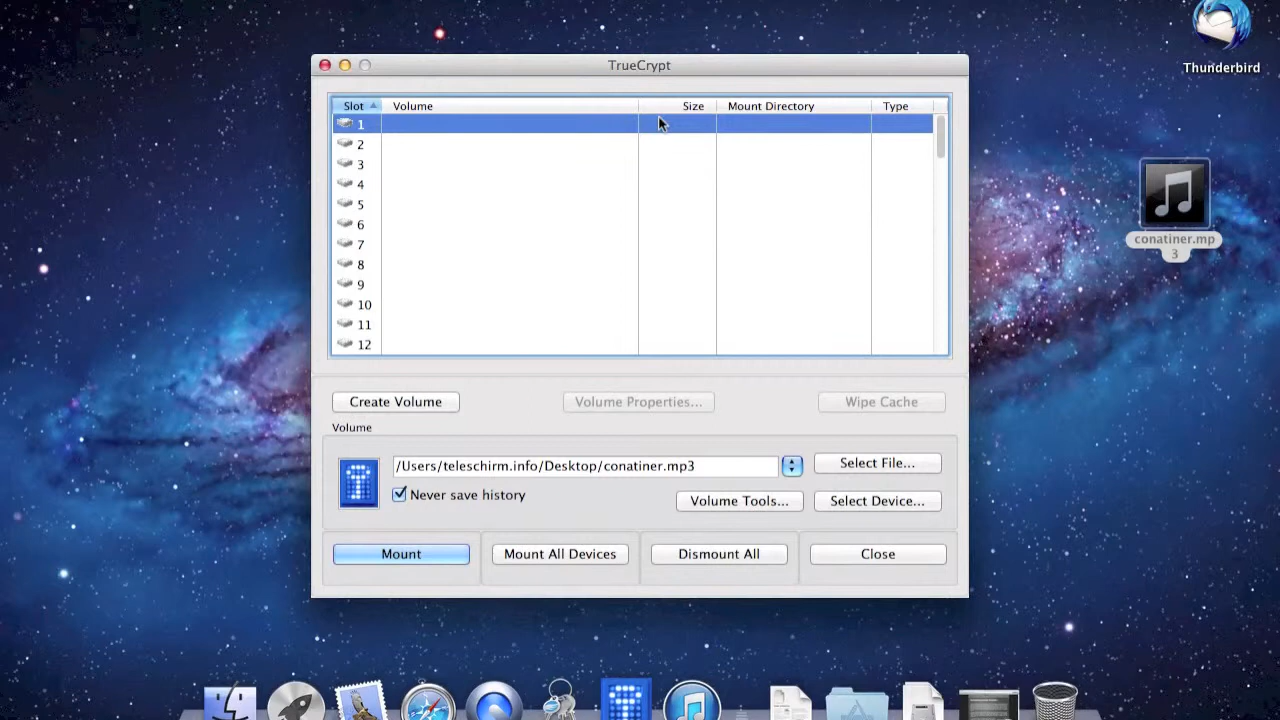 Thunderbird
TrueCrypt
Slot Volume Size Mount Directory Type
1
2
3
4
5
6
7
8
9
10
11
12
conatiner.mp
3
Create Volume Volume Properties... Wipe Cache
Volume
/Users/teleschirm.info/Desktop/conatiner.mp3 Select File...
Never save history Volume Tools... Select Device...
Mount Mount All Devices Dismount All Close